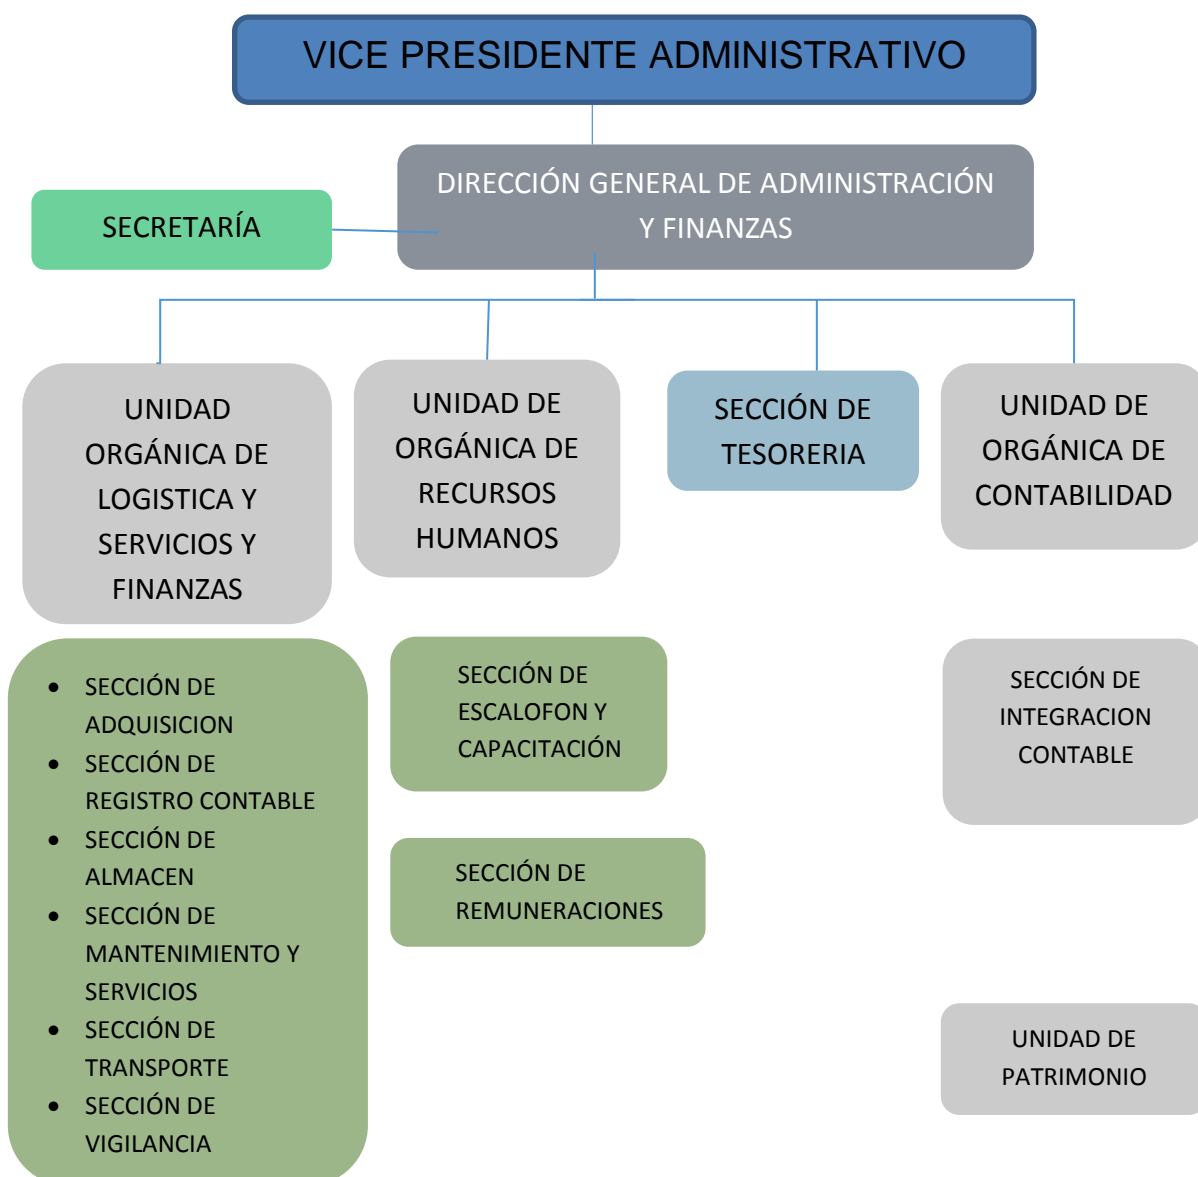 VICE PRESIDENTE ADMINISTRATIVO
DIRECCIÓN GENERAL DE ADMINISTRACIÓN
Y FINANZAS
SECRETARÍA
UNIDAD
ORGÁNICA DE
LOGISTICA Y
SERVICIOS Y
FINANZAS
UNIDAD DE
ORGÁNICA DE
RECURSOS
HUMANOS
SECCIÓN DE
TESORERIA
UNIDAD DE
ORGÁNICA DE
CONTABILIDAD
• SECCIÓN DE
ADQUISICION
• SECCIÓN DE
REGISTRO CONTABLE
• SECCIÓN DE
ALMACEN
• SECCIÓN DE
MANTENIMIENTO Y
SERVICIOS
• SECCIÓN DE
TRANSPORTE
• SECCIÓN DE
VIGILANCIA
SECCIÓN DE
ESCALOFON Y
CAPACITACIÓN
SECCIÓN DE
REMUNERACIONES
SECCIÓN DE
INTEGRACION
CONTABLE
UNIDAD DE
PATRIMONIO